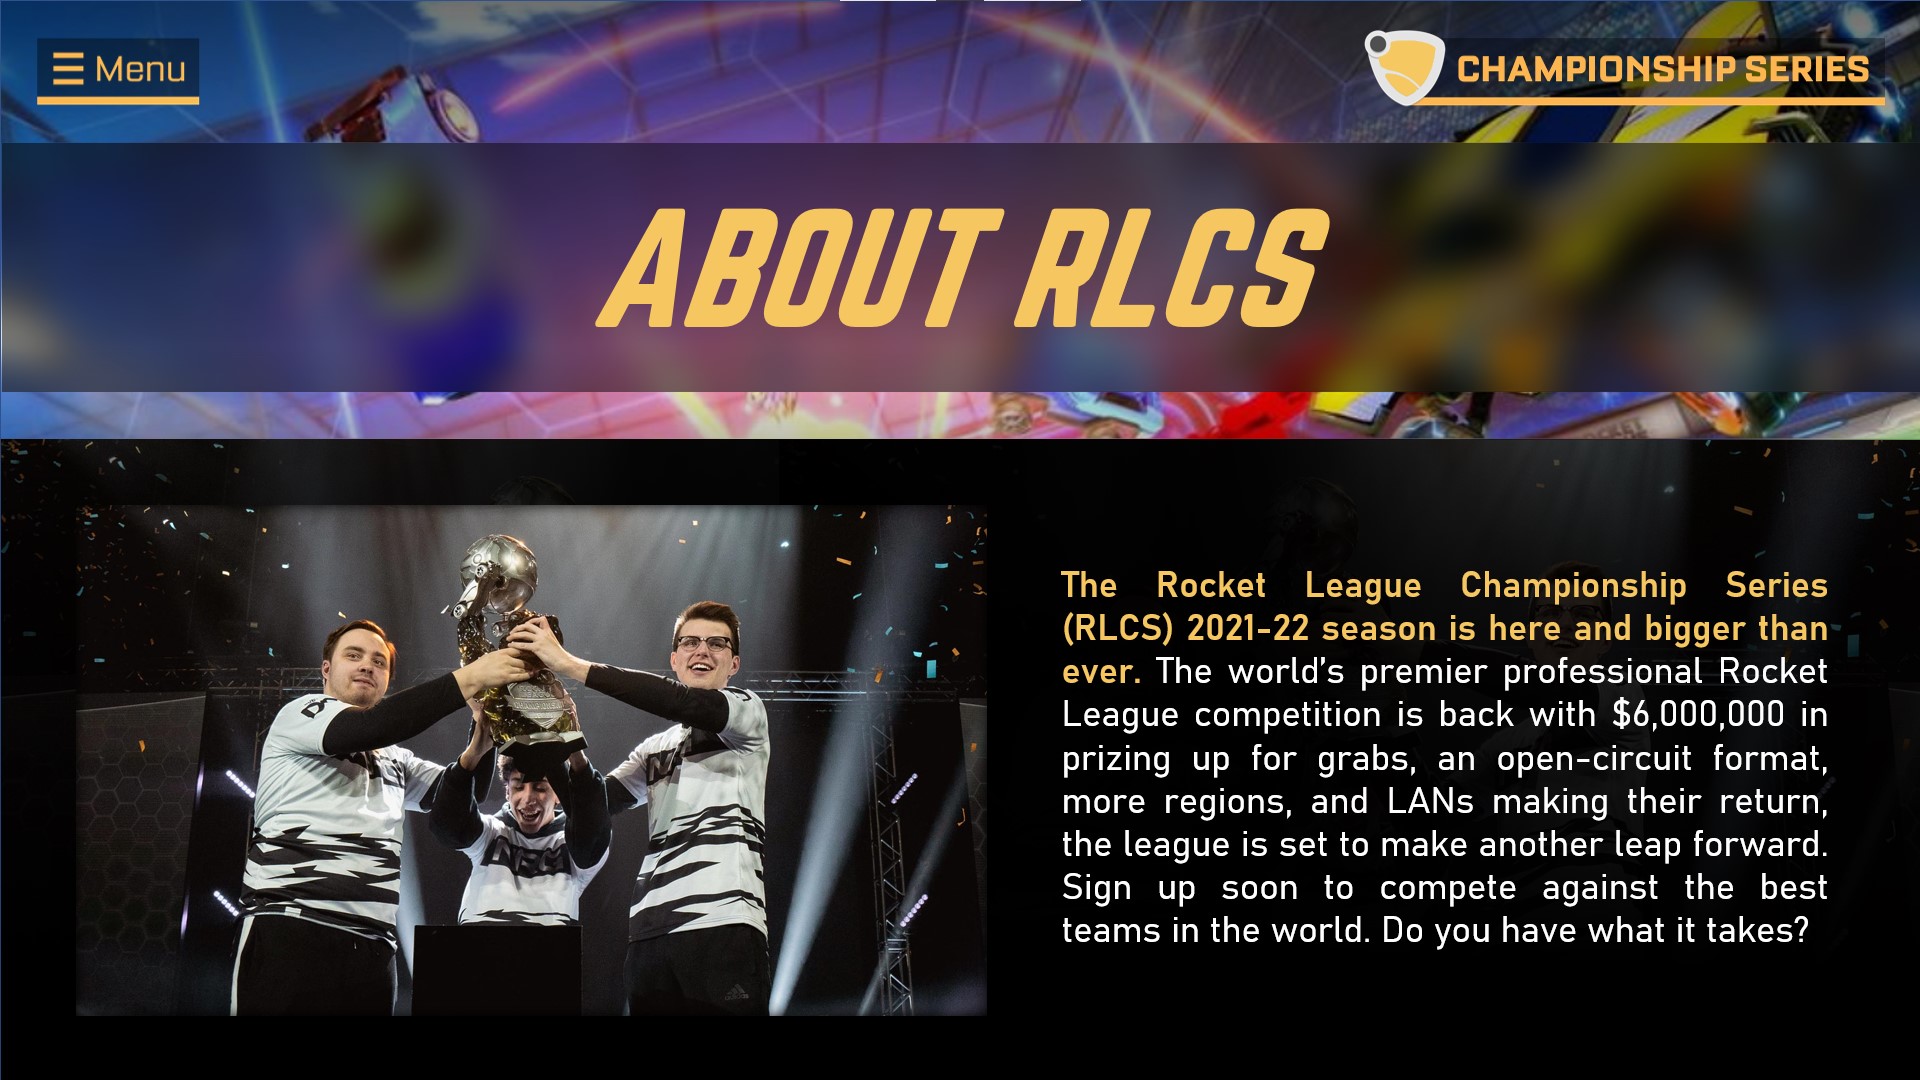 Menu
CHAMPIONSHIP SERIES
ABOUT RLCS
The Rocket League Championship Series
(RLCS) 2021-22 season is here and bigger than
ever. The world’s premier professional Rocket
League competition is back with $6,000,000 in
prizing up for grabs, an open-circuit format,
more regions, and LANs making their return,
the league is set to make another leap forward.
Sign up soon to compete against the best
teams in the world. Do you have what it takes?